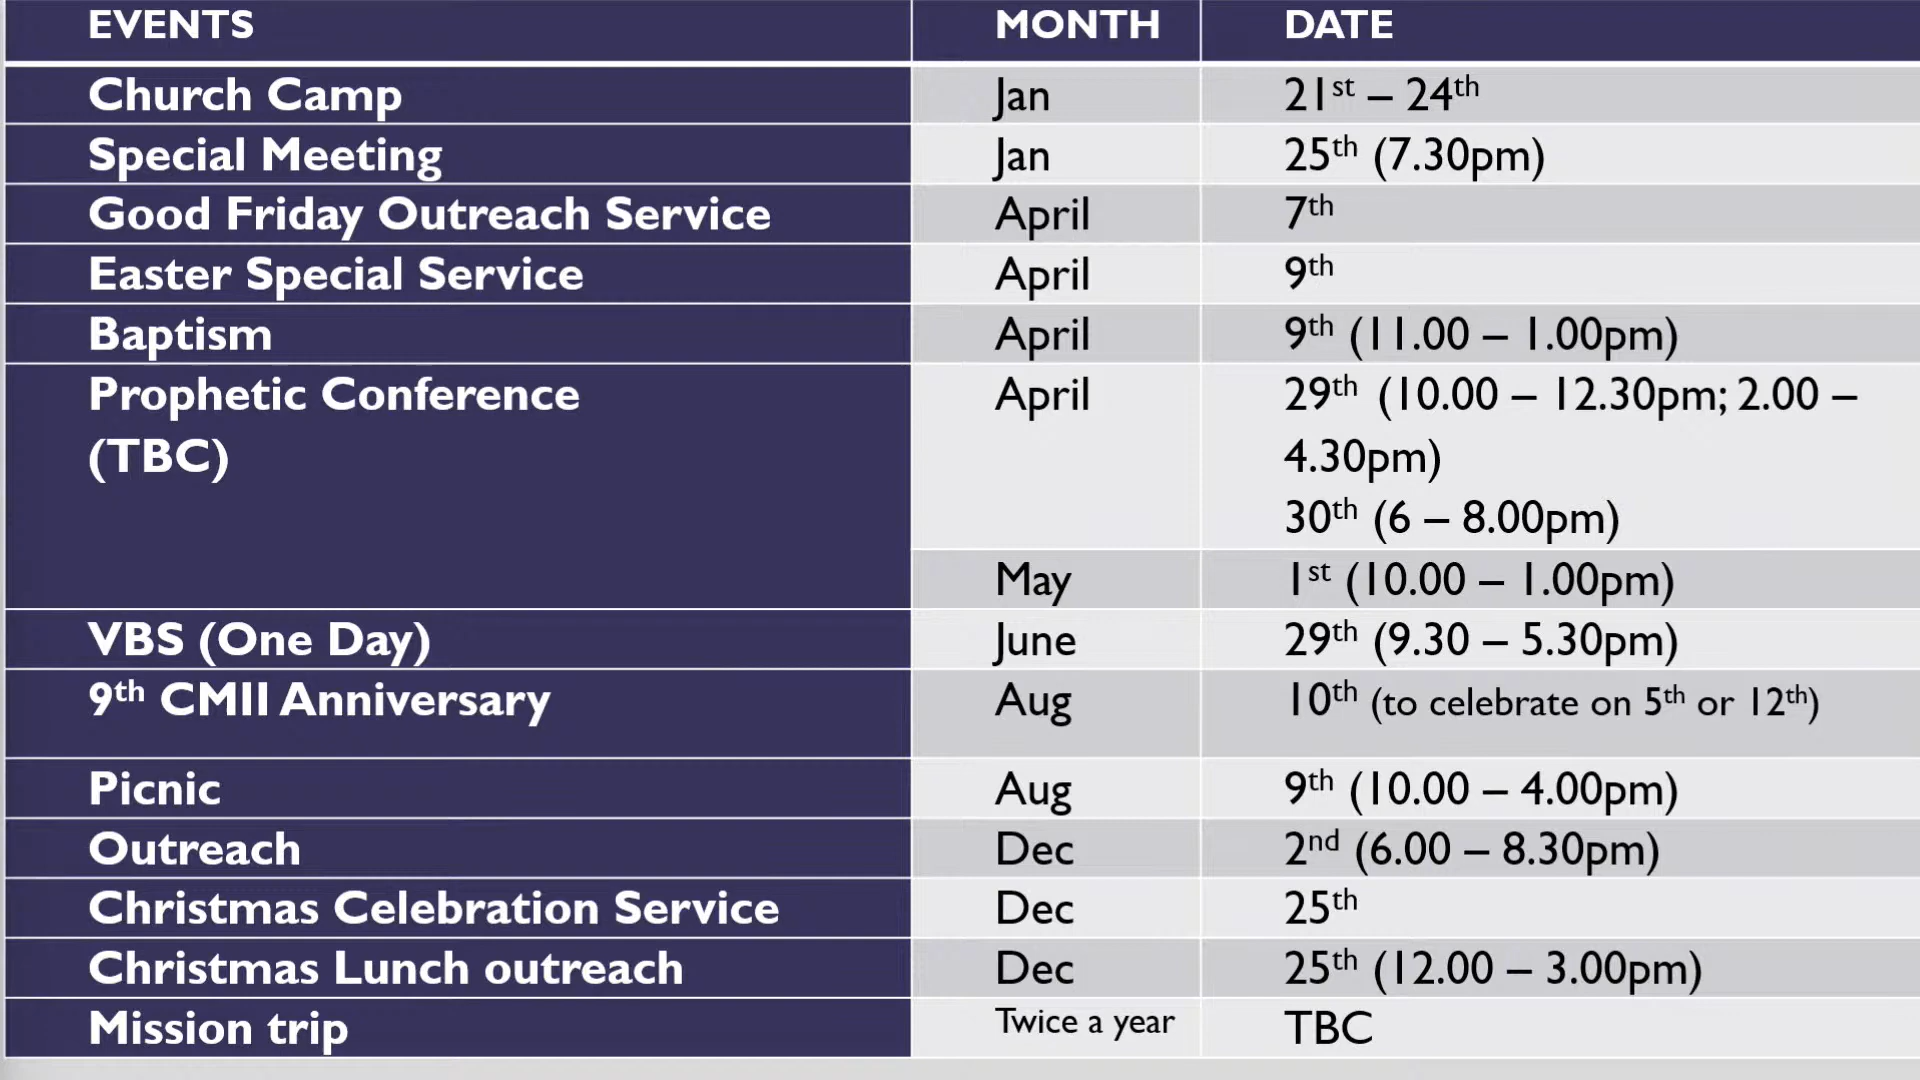 EVENTS MONTH DATE
Church Camp Jan 21st – 24th
Special Meeting Jan 25th (7.30pm)
Good Friday Outreach Service April 7th
Easter Special Service April 9th
Baptism April 9th (11.00 – 1.00pm)
Prophetic Conference April 29th (10.00 – 12.30pm; 2.00 –
(TBC) 4.30pm)
30th (6 – 8.00pm)
May 1st (10.00 – 1.00pm)
VBS (One Day) June 29th (9.30 – 5.30pm)
9th CMII Anniversary Aug 10th (to celebrate on 5th or 12th)
Picnic Aug 9th (10.00 – 4.00pm)
Outreach Dec 2nd (6.00 – 8.30pm)
Christmas Celebration Service Dec 25th
Christmas Lunch outreach Dec 25th (12.00 – 3.00pm)
Mission trip Twice a year TBC